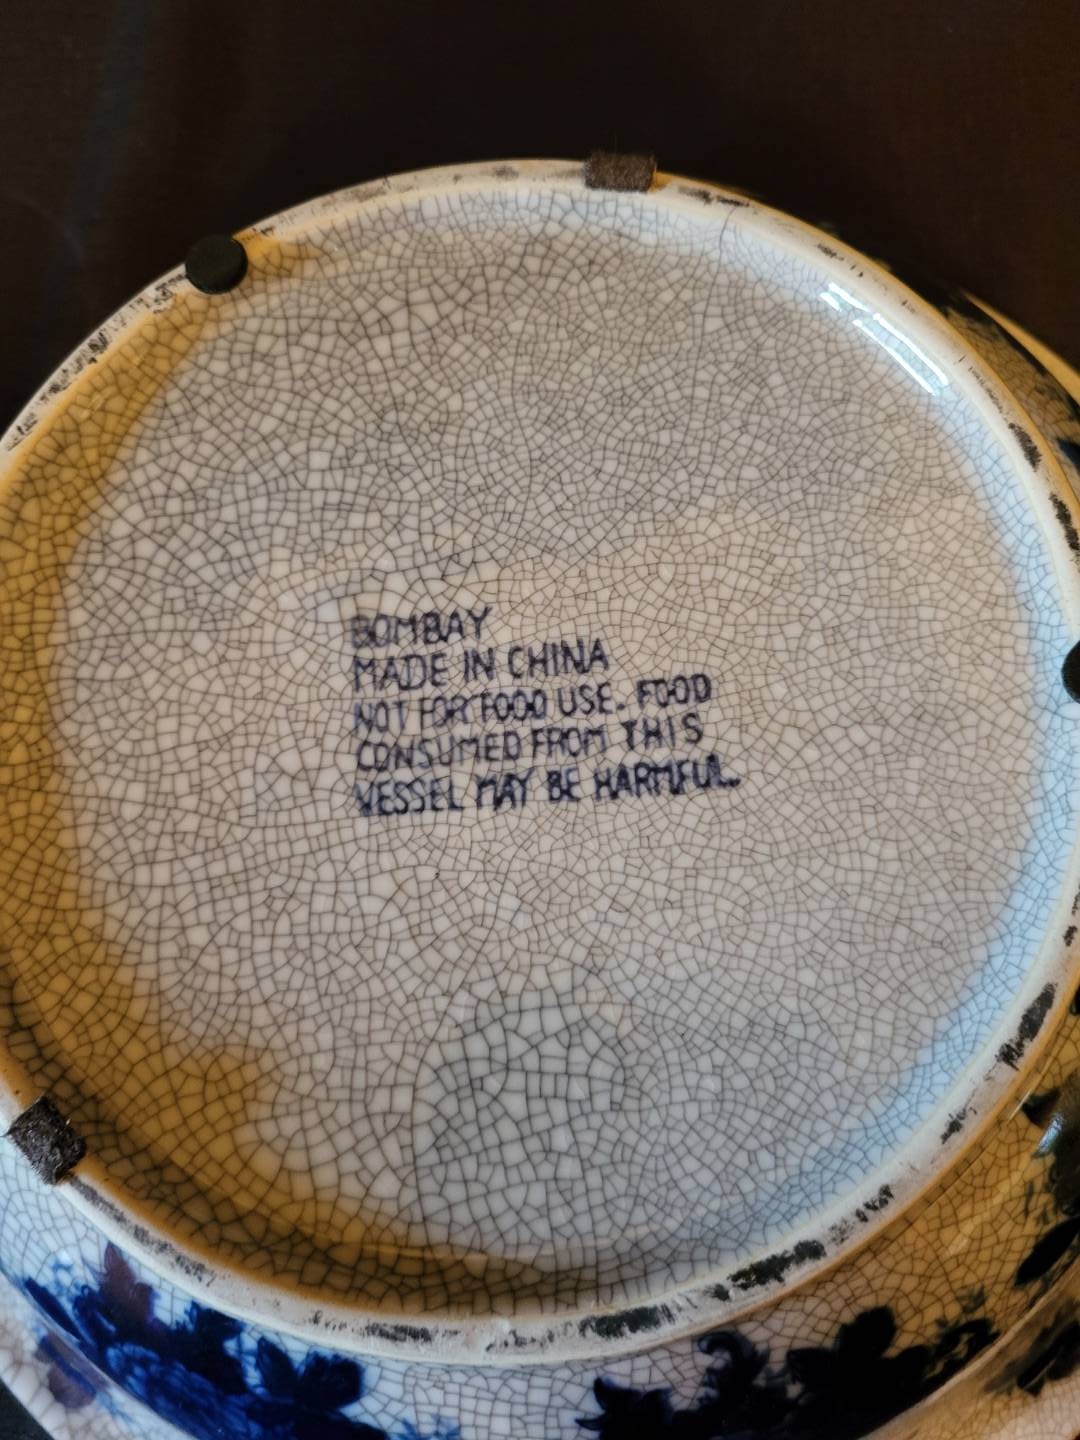 BOMBAY
MADE IN CHINA
NOT FOR FOOD USE. FOOD
CONSUMED FROM THIS
VESSEL MAY BE HARMFUL.